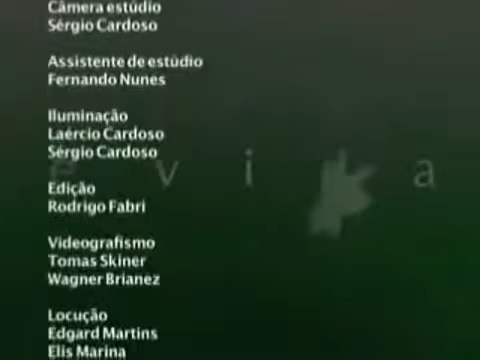 Câmera estúdio
Sérgio Cardoso
Assistente de estúdio
Fernando Nunes
Iluminação
Laércio Cardoso
Sérgio Cardoso
e v i a
Edição
Rodrigo Fabri
Videografismo
Tomas Skiner
Wagner Brianez
Locução
Edgard Martins
Elis Marina